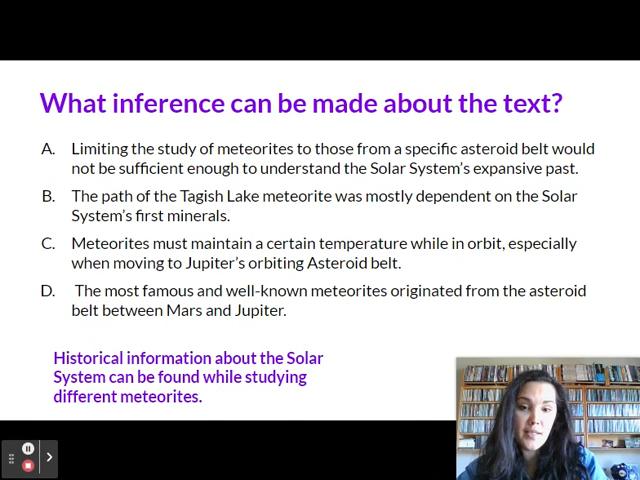 What inference can be made about the text?
A. Limiting the study of meteorites to those from a specific asteroid belt would
not be sufficient enough to understand the Solar System's expansive past.
B. The path of the Tagish Lake meteorite was mostly dependent on the Solar
System's first minerals.
C. Meteorites must maintain a certain temperature while in orbit, especially
when moving to Jupiter's orbiting Asteroid belt.
D. The most famous and well-known meteorites originated from the asteroid
belt between Mars and Jupiter.
Historical information about the Solar
System can be found while studying
different meteorites.